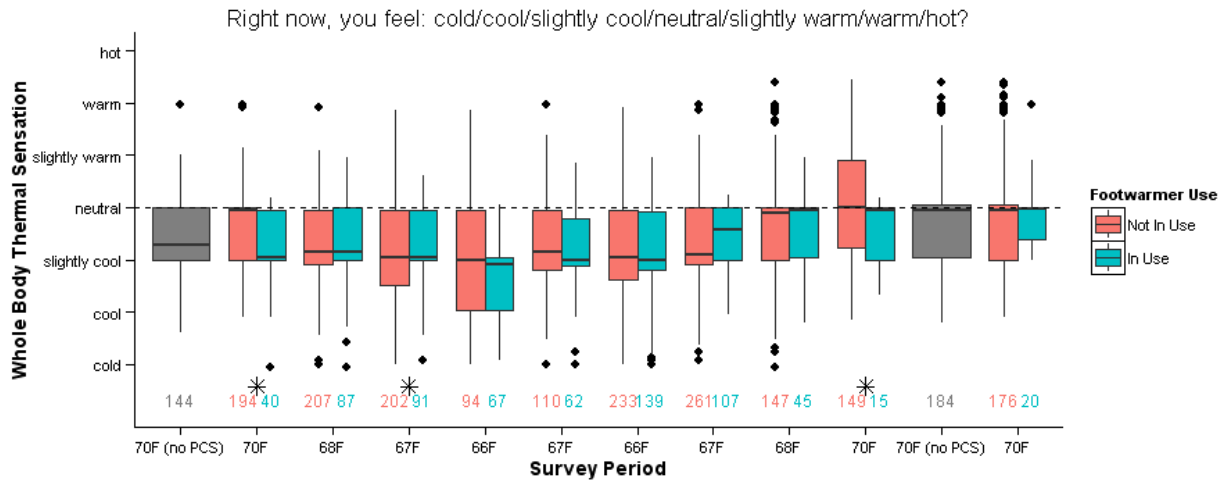 Right now, you feel: cold/cool/slightly cool/neutral/slightly warm/warm/hot?
Whole Body Thermal Sensation
hot
warm
slightly warm
neutral
slightly cool
cool
cold
144 194 40 207 87 202 91 94 67 110 62 233 139 261 107 147 45 149 15 184 176 20
70F (no PCS) 70F 68F 67F 66F 67F 66F 67F 68F 70F 70F (no PCS) 70F
Survey Period
Footwarmer Use
Not In Use
In Use